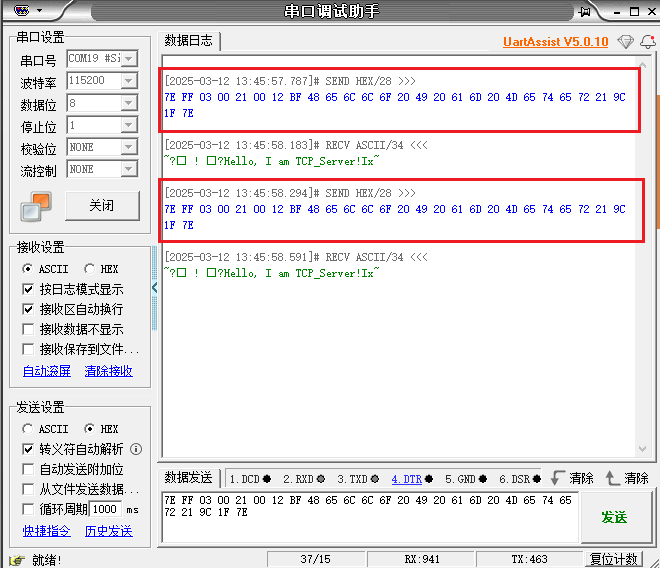 串口调试助手
串口设置
串口号 COM19 #Si
波特率 115200
数据位 8
停止位 1
校验位 NONE
流控制 NONE
关闭
接收设置
ASCII HEX
按日志模式显示
接收区自动换行
接收数据不显示
接收保存到文件...
自动滚屏 清除接收
发送设置
ASCII HEX
转义符自动解析
自动发送附加位
从文件发送数据...
循环周期 1000 ms
快捷指令 历史发送
数据日志
UartAssist V5.0.10
[2025-03-12 13:45:57.787]# SEND HEX/28 >>>
7E FF 03 00 21 00 12 BF 48 65 6C 6C 6F 20 49 20 61 6D 20 4D 65 74 65 72 21 9C
1F 7E
[2025-03-12 13:45:58.183]# RECV ASCII/34 <<<
~?□ ! □?Hello, I am TCP_Server!Ix~
[2025-03-12 13:45:58.294]# SEND HEX/28 >>>
7E FF 03 00 21 00 12 BF 48 65 6C 6C 6F 20 49 20 61 6D 20 4D 65 74 65 72 21 9C
1F 7E
[2025-03-12 13:45:58.591]# RECV ASCII/34 <<<
~?□ ! □?Hello, I am TCP_Server!Ix~
数据发送 1.DCD 2.RXD 3.TXD 4.DTR 5.GND 6.DSR 清除 清除
7E FF 03 00 21 00 12 BF 48 65 6C 6C 6F 20 49 20 61 6D 20 4D 65 74 65
72 21 9C 1F 7E
发送
就绪! 37/15 RX:941 TX:463 复位计数